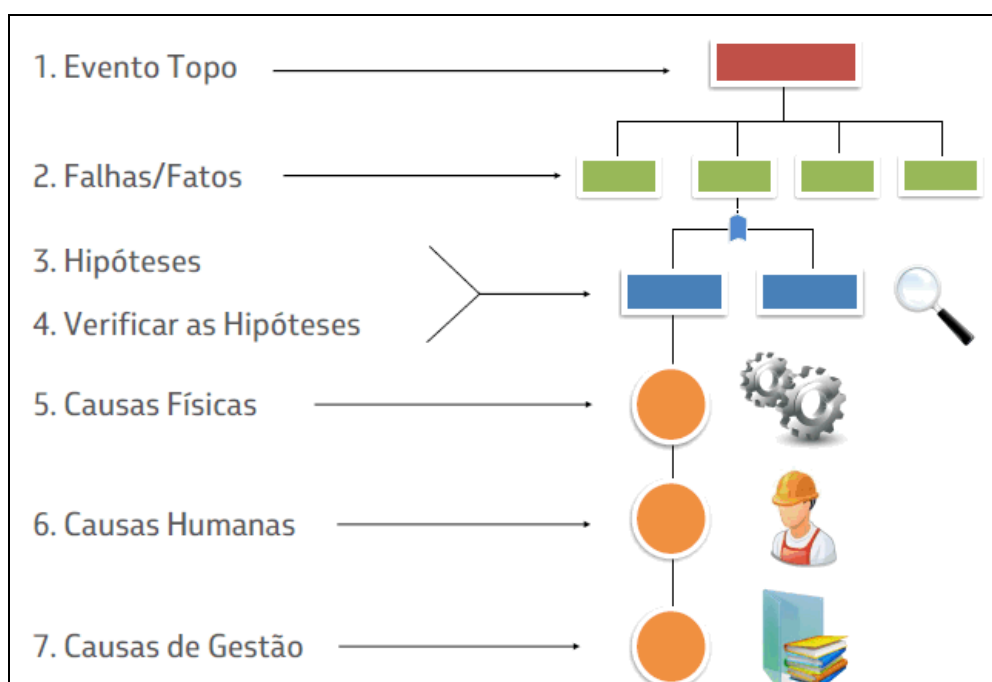 1. Evento Topo
2. Falhas/Fatos
3. Hipóteses
4. Verificar as Hipóteses
5. Causas Físicas
6. Causas Humanas
7. Causas de Gestão